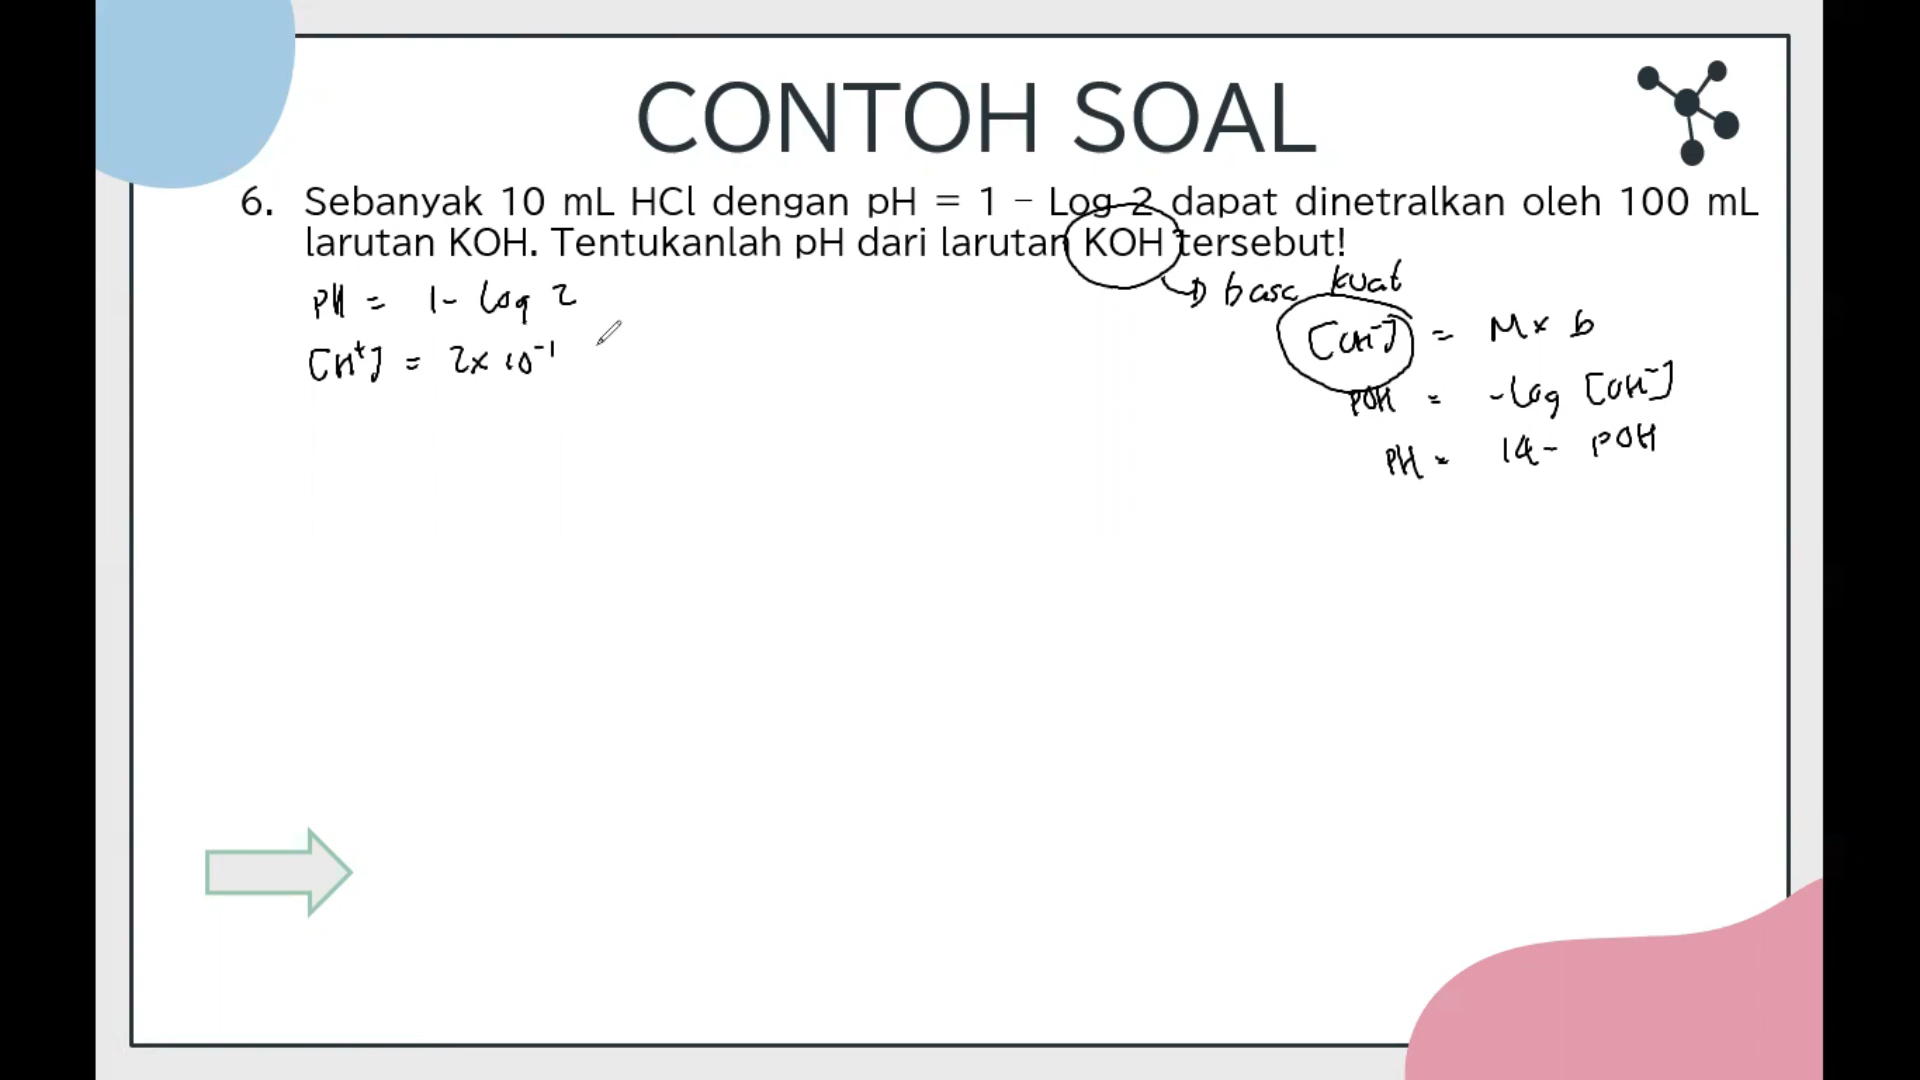 CONTOH SOAL
6. Sebanyak 10 mL HCl dengan pH = 1 – Log 2 dapat dinetralkan oleh 100 mL
larutan KOH. Tentukanlah pH dari larutan KOH tersebut!
PH = 1 - Log 2
[H⁺] = 2 x 10⁻¹
→ basa kuat
[OH⁻] = M x b
POH = -Log [OH⁻]
PH = 14 - POH